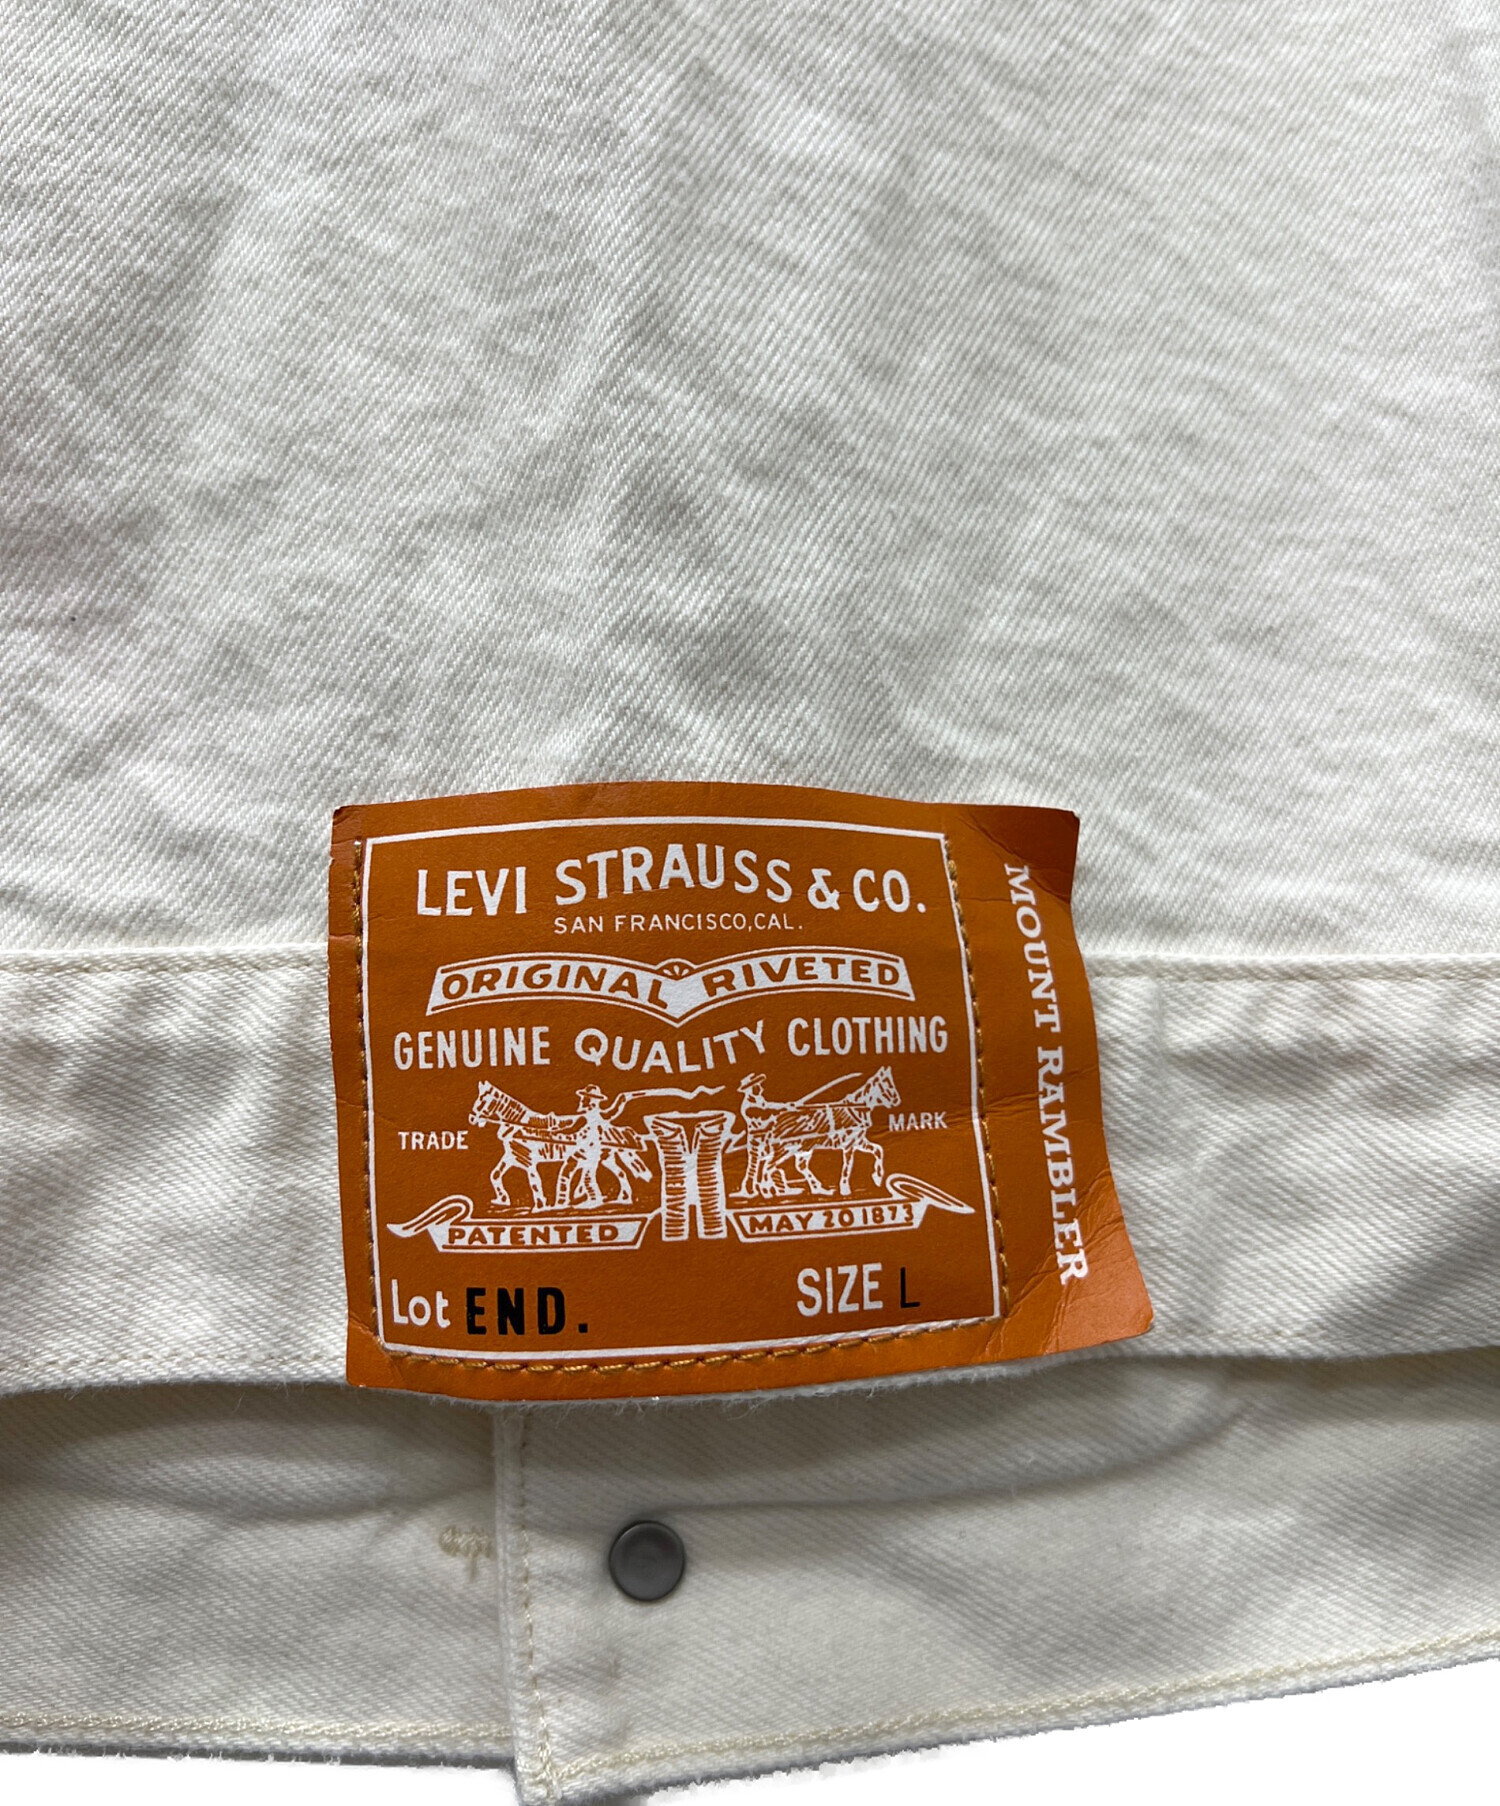 LEVI STRAUSS & CO.
SAN FRANCISCO, CAL.
ORIGINAL RIVETED
GENUINE QUALITY CLOTHING
TRADE MARK
PATENTED MAY 20 1873
Lot END. SIZE L
MOUNT RAMBLER